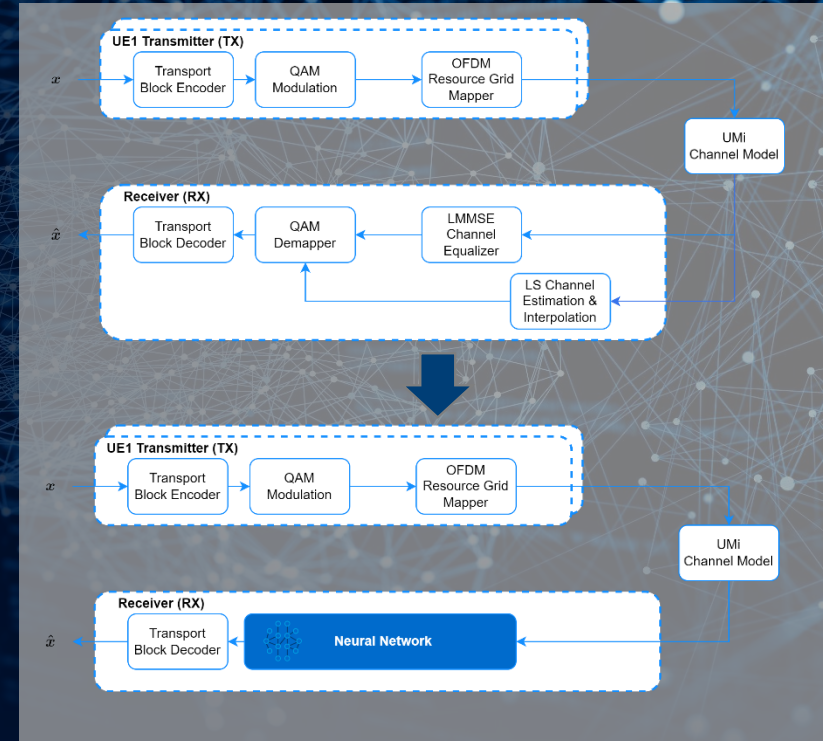 UE1 Transmitter (TX)
x
Transport
Block Encoder
QAM
Modulation
OFDM
Resource Grid
Mapper
UMi
Channel Model
Receiver (RX)
x̂
Transport
Block Decoder
QAM
Demapper
LMMSE
Channel
Equalizer
LS Channel
Estimation &
Interpolation
UE1 Transmitter (TX)
x
Transport
Block Encoder
QAM
Modulation
OFDM
Resource Grid
Mapper
UMi
Channel Model
Receiver (RX)
x̂
Transport
Block Decoder
Neural Network